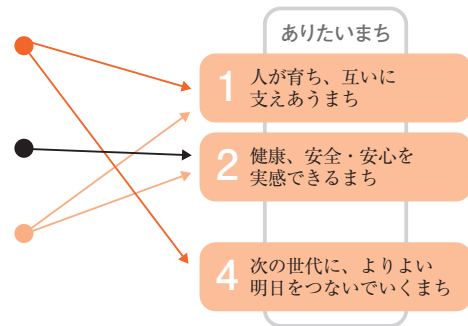 ありたいまち
1 人が育ち、互いに
支えあうまち
2 健康、安全・安心を
実感できるまち
4 次の世代に、よりよい
明日をつないでいくまち